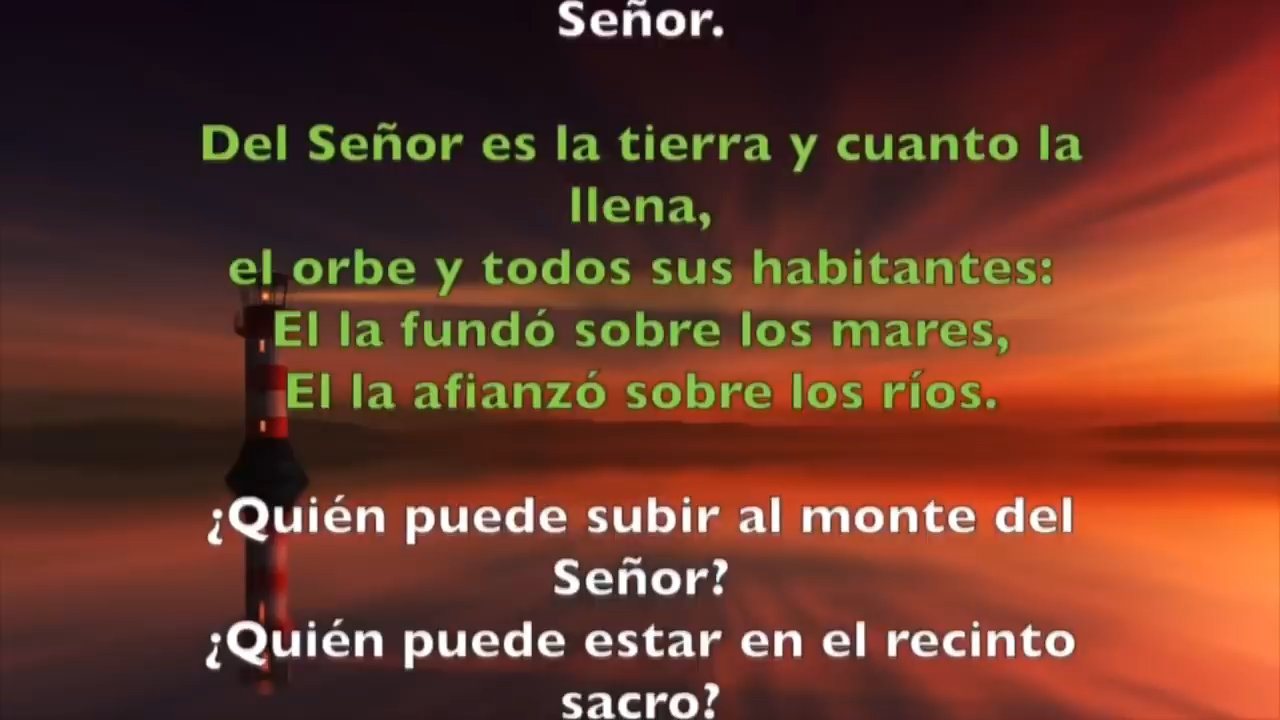 Señor.
Del Señor es la tierra y cuanto la
llena,
el orbe y todos sus habitantes:
El la fundó sobre los mares,
El la afianzó sobre los ríos.
¿Quién puede subir al monte del
Señor?
¿Quién puede estar en el recinto
sacro?